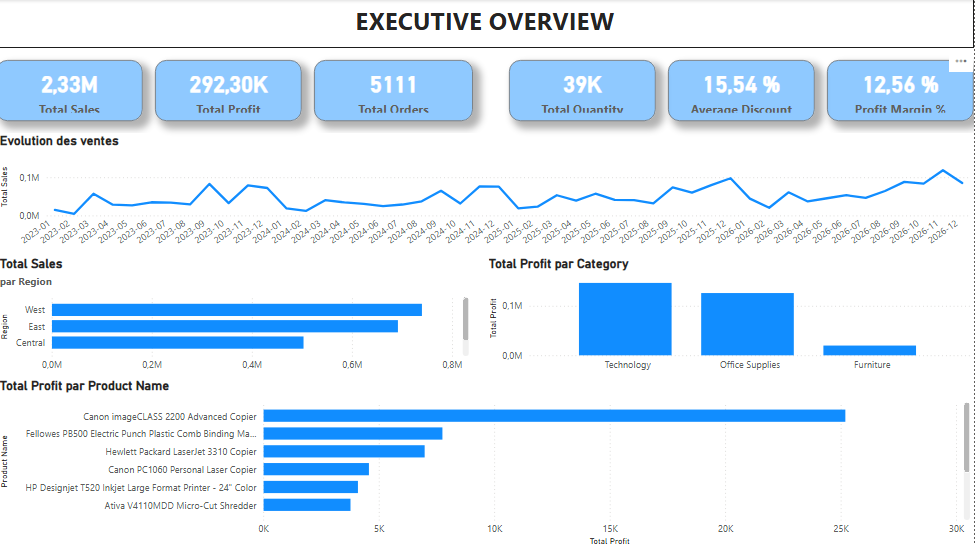 EXECUTIVE OVERVIEW
2,33M
Total Sales
292,30K
Total Profit
5111
Total Orders
39K
Total Quantity
15,54 %
Average Discount
12,56 %
Profit Margin %
Evolution des ventes
Total Sales
0,1M
0,0M
2023-01 2023-02 2023-03 2023-04 2023-05 2023-06 2023-07 2023-08 2023-09 2023-10 2023-11 2023-12 2024-01 2024-02 2024-03 2024-04 2024-05 2024-06 2024-07 2024-08 2024-09 2024-10 2024-11 2024-12 2025-01 2025-02 2025-03 2025-04 2025-05 2025-06 2025-07 2025-08 2025-09 2025-10 2025-11 2025-12 2026-01 2026-02 2026-03 2026-04 2026-05 2026-06 2026-07 2026-08 2026-09 2026-10 2026-11 2026-12
Total Sales
par Region
Region
West
East
Central
0,0M 0,2M 0,4M 0,6M 0,8M
Total Profit par Category
Total Profit
0,1M
0,0M
Technology Office Supplies Furniture
Total Profit par Product Name
Product Name
Canon imageCLASS 2200 Advanced Copier
Fellowes PB500 Electric Punch Plastic Comb Binding Ma...
Hewlett Packard LaserJet 3310 Copier
Canon PC1060 Personal Laser Copier
HP Designjet T520 Inkjet Large Format Printer - 24" Color
Ativa V4110MDD Micro-Cut Shredder
0K 5K 10K 15K 20K 25K 30K
Total Profit